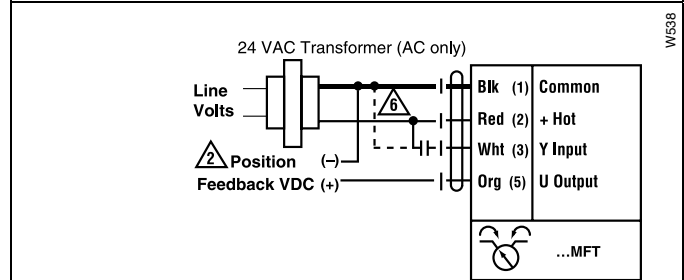 W538
24 VAC Transformer (AC only)
Line
Volts
Blk (1) Common
6
Red (2) + Hot
Wht (3) Y Input
2 Position (–)
Feedback VDC (+)
Org (5) U Output
...MFT